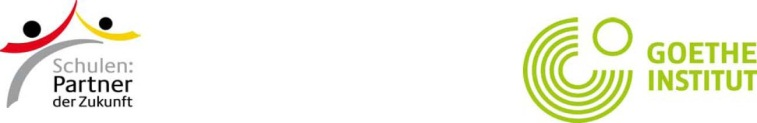 Schulen:
Partner
der Zukunft
GOETHE
INSTITUT